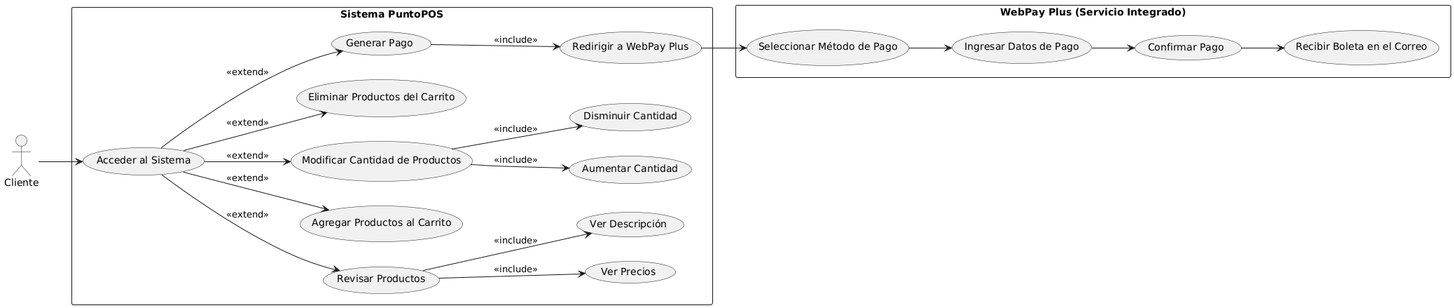 Sistema PuntoPOS
WebPay Plus (Servicio Integrado)
Generar Pago
«include»
Redirigir a WebPay Plus
Seleccionar Método de Pago
Ingresar Datos de Pago
Confirmar Pago
Recibir Boleta en el Correo
«extend»
Eliminar Productos del Carrito
«extend»
Disminuir Cantidad
«include»
Cliente
Acceder al Sistema
«extend»
Modificar Cantidad de Productos
«include»
Aumentar Cantidad
«extend»
Agregar Productos al Carrito
«extend»
Ver Descripción
«include»
Revisar Productos
«include»
Ver Precios